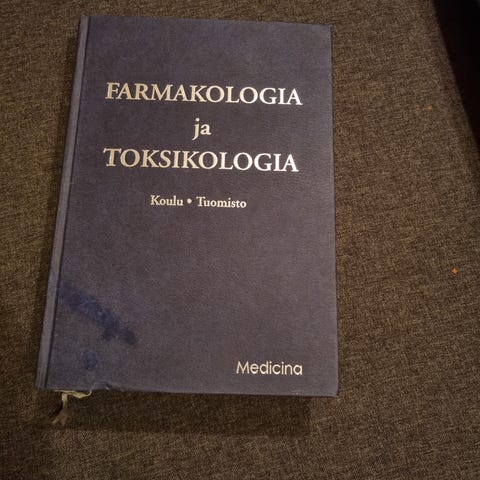 FARMAKOLOGIA
ja
TOKSIKOLOGIA
Koulu • Tuomisto
Medicina